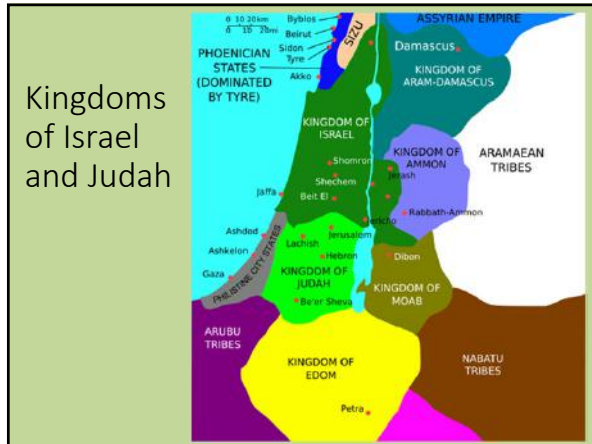 Kingdoms
of Israel
and Judah
0 10 20km
0 10 20mi
Byblos
Beirut
Sidon
Tyre
SIZU
ASSYRIAN EMPIRE
Damascus
PHOENICIAN
STATES
(DOMINATED
BY TYRE)
Akko
KINGDOM OF
ARAM-DAMASCUS
KINGDOM OF
ISRAEL
KINGDOM OF
AMMON
ARAMAEAN
TRIBES
Shomron
Shechem
Beit El
Jerash
Jaffa
Rabbath-Ammon
Jericho
Ashdod
Jerusalem
Lachish
Ashkelon
Hebron
Dibon
Gaza
PHILISTINE CITY STATES
KINGDOM OF
JUDAH
KINGDOM OF
MOAB
Be'er Sheva
ARUBU
TRIBES
KINGDOM OF
EDOM
NABATU
TRIBES
Petra